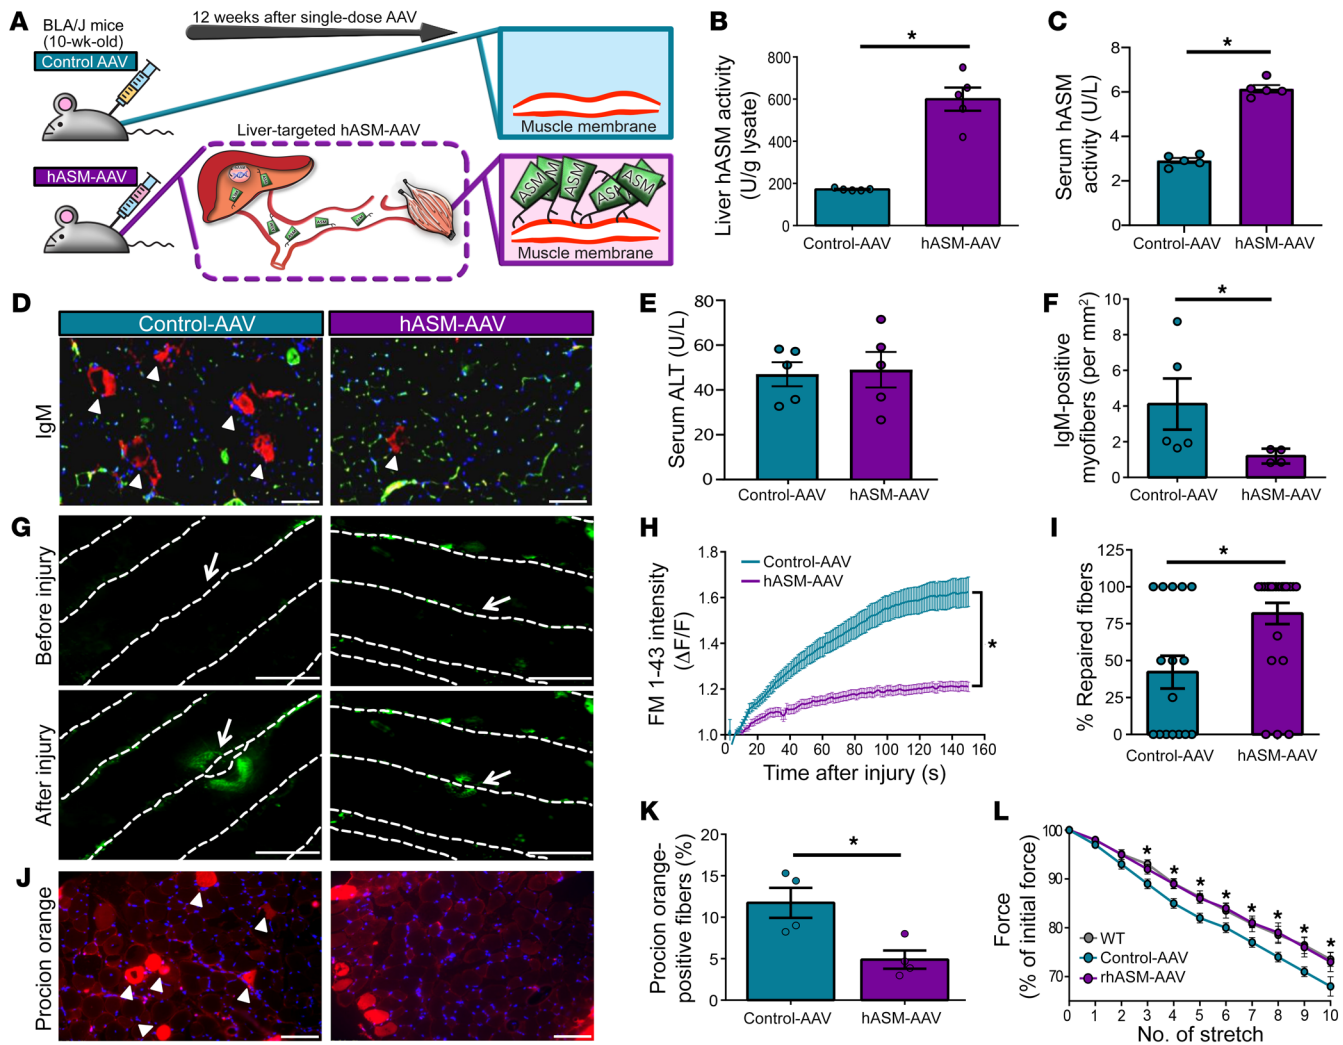 A
BLA/J mice
(10-wk-old)
12 weeks after single-dose AAV
Control AAV
Muscle membrane
Liver-targeted hASM-AAV
hASM-AAV
ASM
ASM
ASM
ASM
ASM
Muscle membrane
B
Liver hASM activity
(U/g lysate)
800
600
400
200
0
*
Control-AAV
hASM-AAV
C
Serum hASM
activity (U/L)
8
6
4
2
0
*
Control-AAV
hASM-AAV
D
Control-AAV
hASM-AAV
IgM
E
Serum ALT (U/L)
80
60
40
20
0
Control-AAV
hASM-AAV
F
IgM-positive
myofibers (per mm²)
10
8
6
4
2
0
*
Control-AAV
hASM-AAV
G
Before injury
After injury
H
FM 1-43 intensity
(ΔF/F)
1.8
1.6
1.4
1.2
1.0
Control-AAV
hASM-AAV
*
20 40 60 80 100 120 140 160
Time after injury (s)
I
% Repaired fibers
125
100
75
50
25
0
*
Control-AAV
hASM-AAV
J
Procion orange
K
Procion orange-
positive fibers (%)
20
15
10
5
0
*
Control-AAV
hASM-AAV
L
Force
(% of initial force)
100
90
80
70
* * * * * * * *
WT
Control-AAV
rhASM-AAV
0 1 2 3 4 5 6 7 8 9 10
No. of stretch